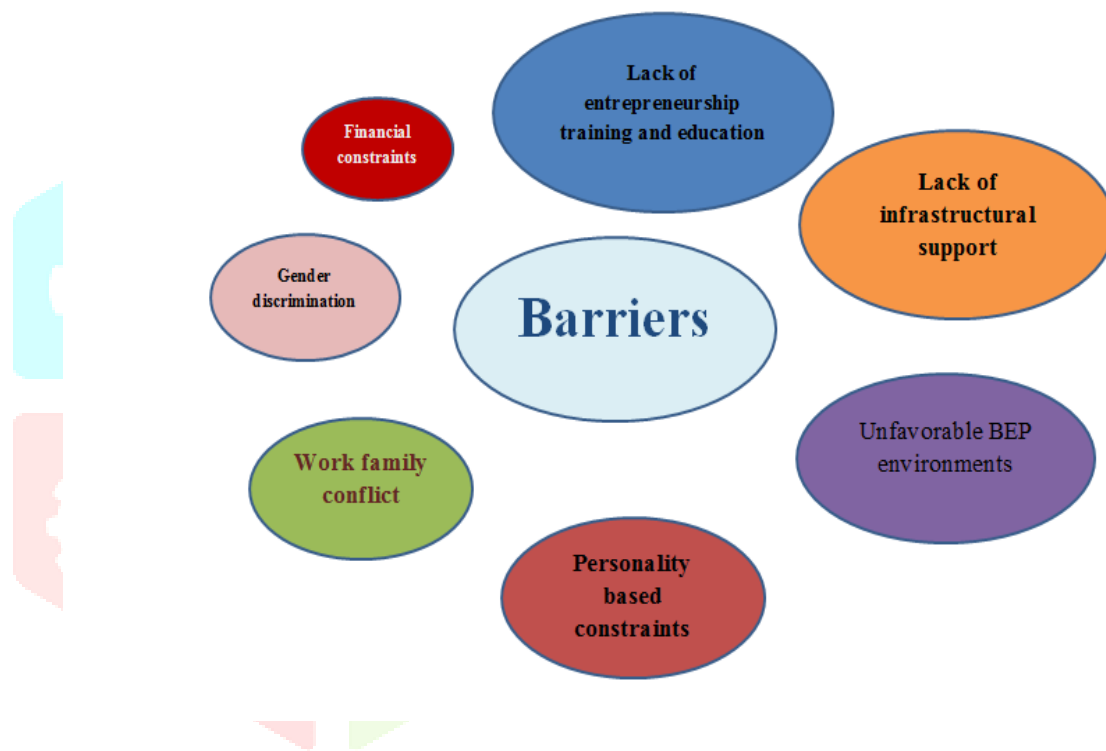 Lack of
entrepreneurship
training and education
Financial
constraints
Lack of
infrastructural
support
Gender
discrimination
Barriers
Unfavorable BEP
environments
Work family
conflict
Personality
based
constraints